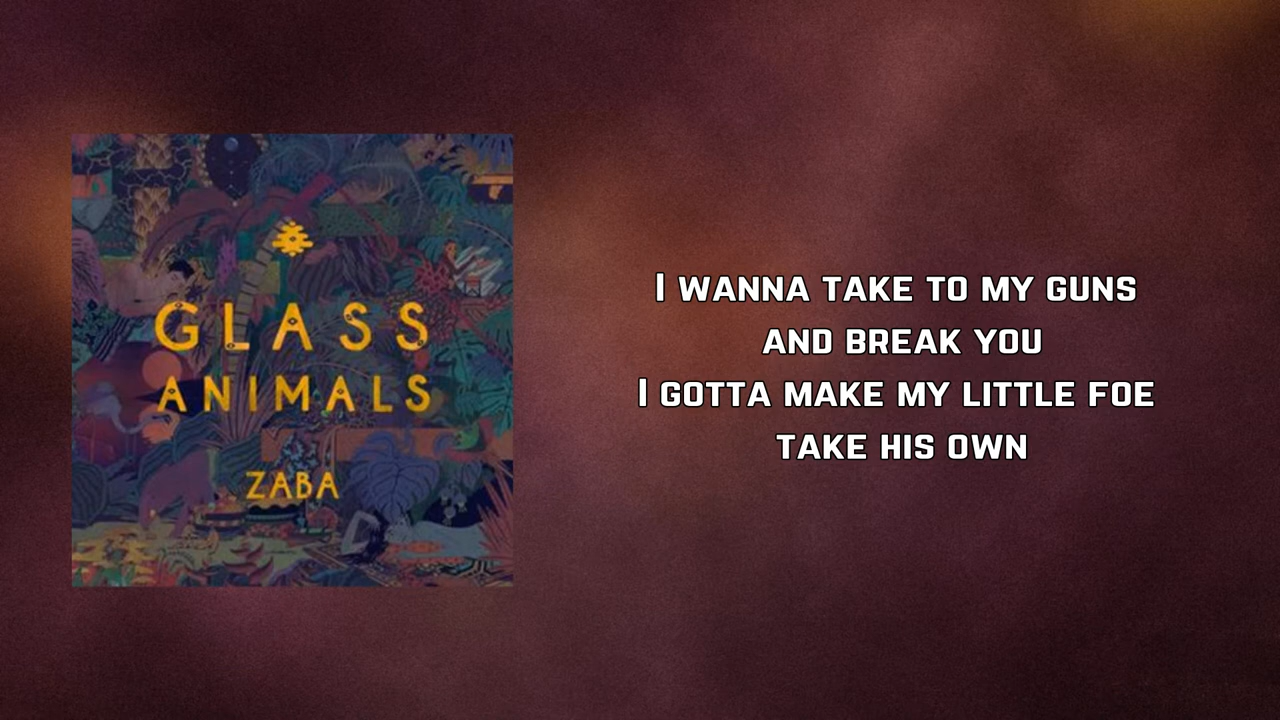 GLASS
ANIMALS
ZABA
I WANNA TAKE TO MY GUNS
AND BREAK YOU
I GOTTA MAKE MY LITTLE FOE
TAKE HIS OWN